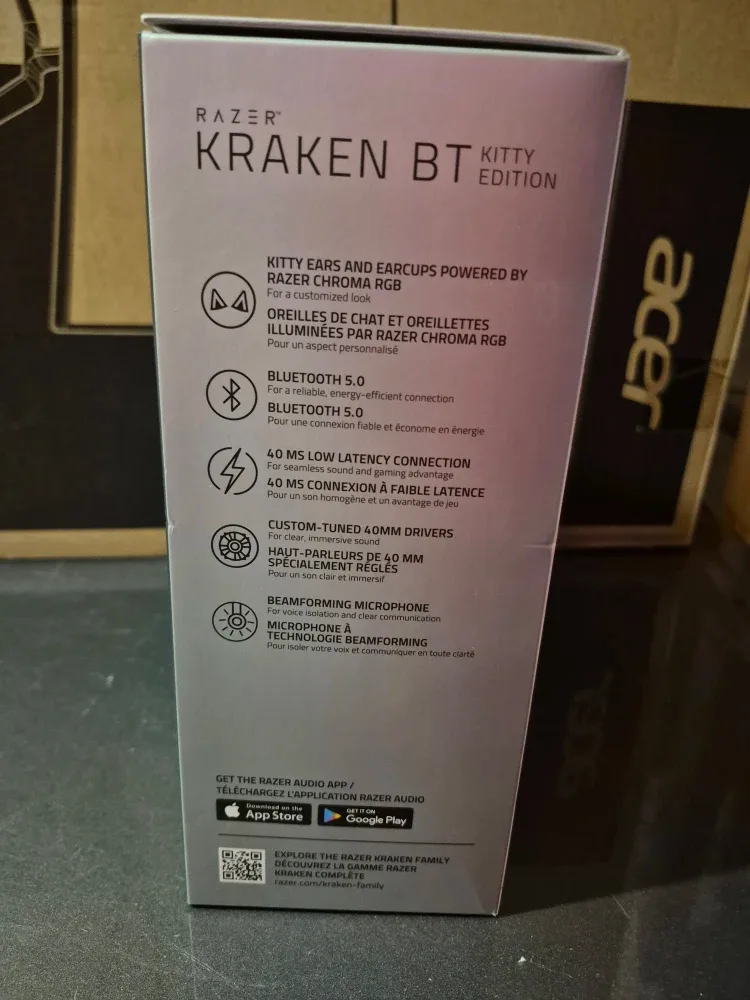 RAZER™
KRAKEN BT KITTY
EDITION
KITTY EARS AND EARCUPS POWERED BY
RAZER CHROMA RGB
For a customized look
OREILLES DE CHAT ET OREILLETTES
ILLUMINÉES PAR RAZER CHROMA RGB
Pour un aspect personnalisé
BLUETOOTH 5.0
For a reliable, energy-efficient connection
BLUETOOTH 5.0
Pour une connexion fiable et économe en énergie
40 MS LOW LATENCY CONNECTION
For seamless sound and gaming advantage
40 MS CONNEXION À FAIBLE LATENCE
Pour un son homogène et un avantage de jeu
CUSTOM-TUNED 40MM DRIVERS
For clear, immersive sound
HAUT-PARLEURS DE 40 MM
SPÉCIALEMENT RÉGLÉS
Pour un son clair et immersif
BEAMFORMING MICROPHONE
For voice isolation and clear communication
MICROPHONE À
TECHNOLOGIE BEAMFORMING
Pour isoler votre voix et communiquer en toute clarté
GET THE RAZER AUDIO APP /
TÉLÉCHARGEZ L'APPLICATION RAZER AUDIO
Download on the
App Store
GET IT ON
Google Play
EXPLORE THE RAZER KRAKEN FAMILY
DÉCOUVREZ LA GAMME RAZER
KRAKEN COMPLÈTE
razer.com/kraken-family
acer